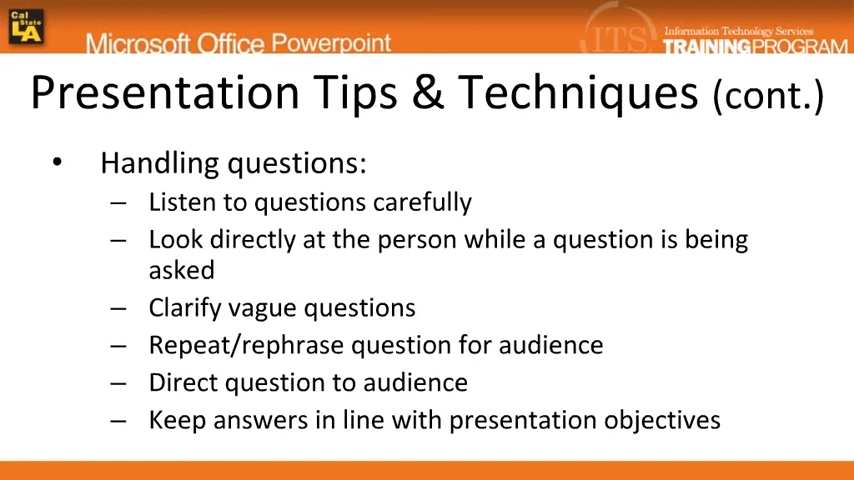 Cal
State
LA
Microsoft Office Powerpoint
ITS
Information Technology Services
TRAINING PROGRAM
Presentation Tips & Techniques (cont.)
• Handling questions:
– Listen to questions carefully
– Look directly at the person while a question is being
asked
– Clarify vague questions
– Repeat/rephrase question for audience
– Direct question to audience
– Keep answers in line with presentation objectives